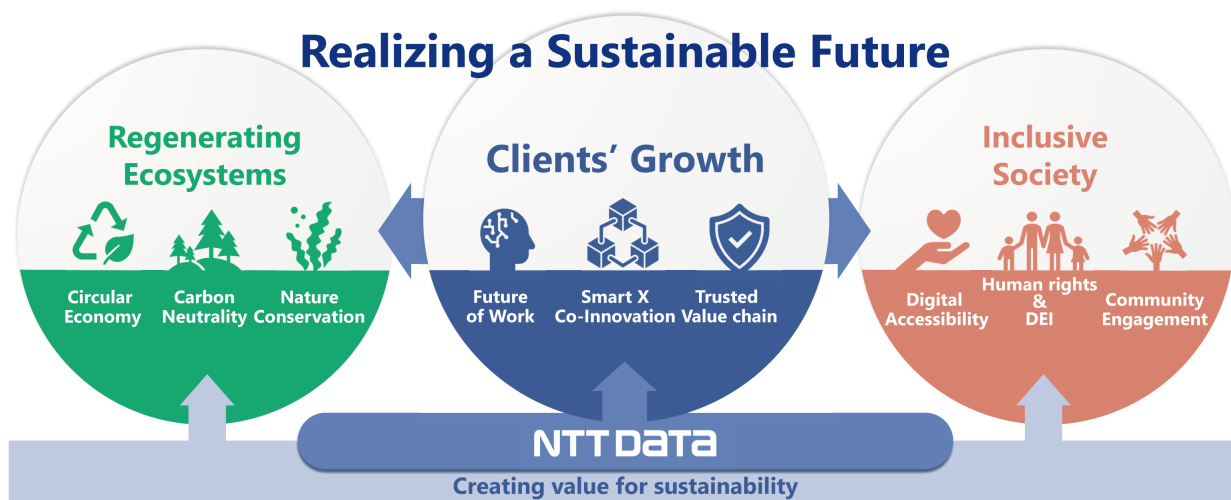 Realizing a Sustainable Future
Regenerating
Ecosystems
Circular
Economy
Carbon
Neutrality
Nature
Conservation
Clients’ Growth
Future
of Work
Smart X
Co-Innovation
Trusted
Value chain
Inclusive
Society
Digital
Accessibility
Human rights
&
DEI
Community
Engagement
NTT DATA
Creating value for sustainability